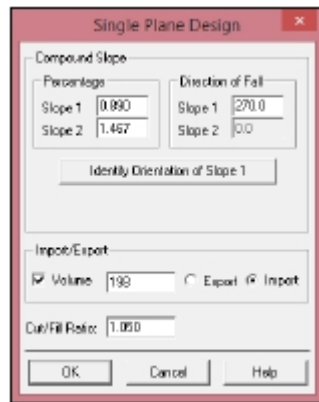 Single Plane Design
Compound Slope
Percentage
Slope 1 0.890
Slope 2 1.467
Direction of Fall
Slope 1 270.0
Slope 2 0.0
Identify Orientation of Slope 1
Import/Export
Volume 198 Export Import
Cut/Fill Ratio: 1.050
OK Cancel Help